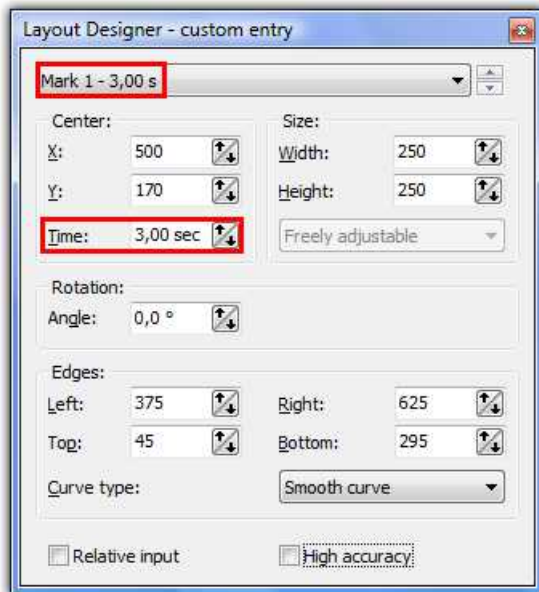 Layout Designer - custom entry
Mark 1 - 3,00 s
Center: Size:
X: 500 Width: 250
Y: 170 Height: 250
Time: 3,00 sec Freely adjustable
Rotation:
Angle: 0,0 °
Edges:
Left: 375 Right: 625
Top: 45 Bottom: 295
Curve type: Smooth curve
Relative input High accuracy